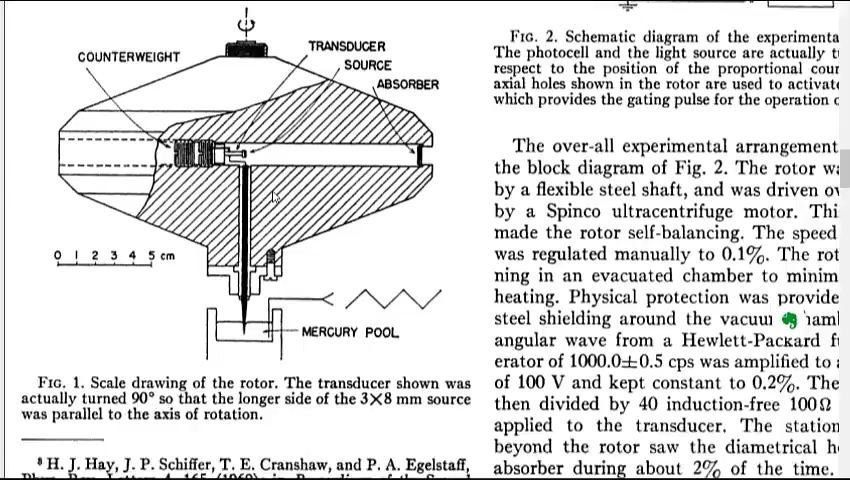 COUNTERWEIGHT
TRANSDUCER
SOURCE
ABSORBER
0 1 2 3 4 5 cm
MERCURY POOL
FIG. 1. Scale drawing of the rotor. The transducer shown was
actually turned 90° so that the longer side of the 3×8 mm source
was parallel to the axis of rotation.
⁸ H. J. Hay, J. P. Schiffer, T. E. Cranshaw, and P. A. Egelstaff,
FIG. 2. Schematic diagram of the experimenta
The photocell and the light source are actually t
respect to the position of the proportional cour
axial holes shown in the rotor are used to activat
which provides the gating pulse for the operation
The over-all experimental arrangement
the block diagram of Fig. 2. The rotor w
by a flexible steel shaft, and was driven
by a Spinco ultracentrifuge motor. Thi
made the rotor self-balancing. The speed
was regulated manually to 0.1%. The rot
ning in an evacuated chamber to minim
heating. Physical protection was provide
steel shielding around the
angular wave from a Hewlett-Packard f
erator of 1000.0±0.5 cps was amplified to
of 100 V and kept constant to 0.2%. The
then divided by 40 induction-free 100Ω
applied to the transducer. The station
beyond the rotor saw the diametrical h
absorber during about 2% of the time.